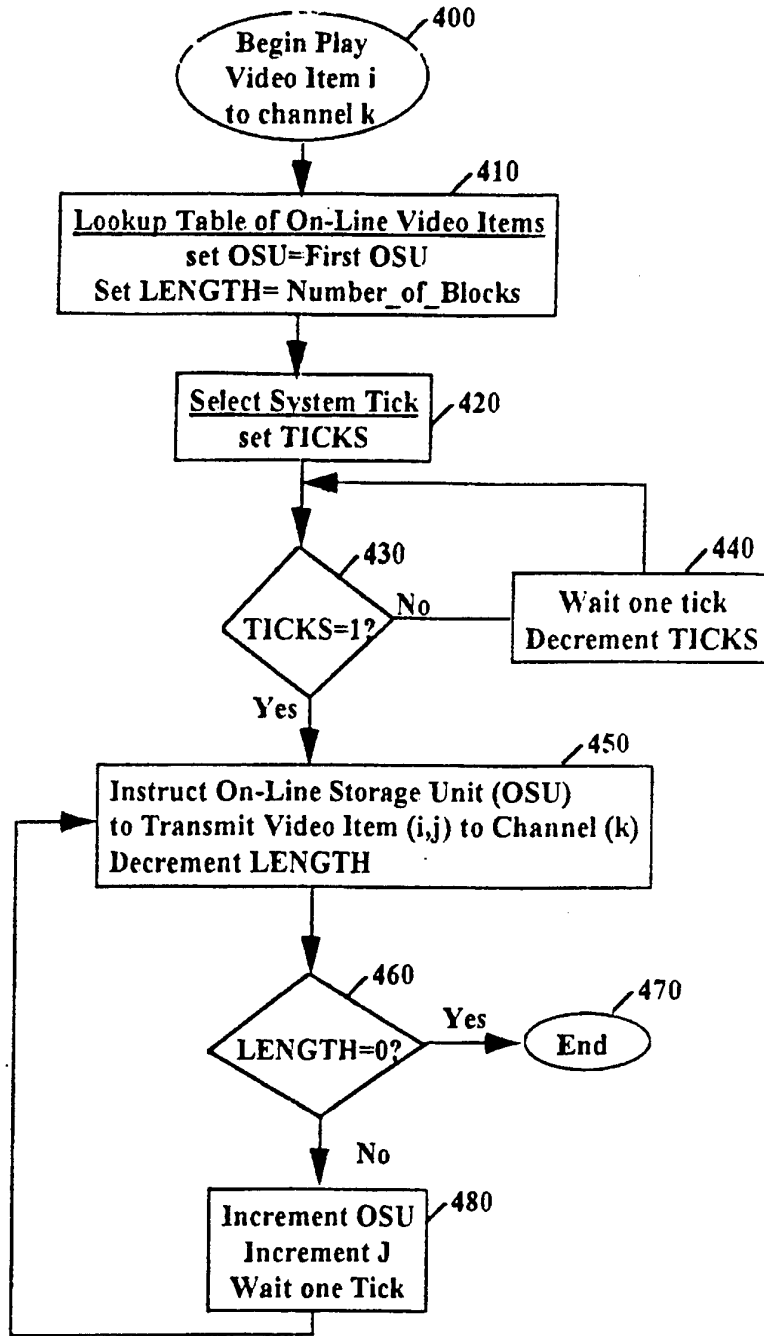 400
Begin Play
Video Item i
to channel k
410
Lookup Table of On-Line Video Items
set OSU=First OSU
Set LENGTH= Number_of_Blocks
Select System Tick
set TICKS
420
430
TICKS=1?
No
440
Wait one tick
Decrement TICKS
Yes
450
Instruct On-Line Storage Unit (OSU)
to Transmit Video Item (i,j) to Channel (k)
Decrement LENGTH
460
LENGTH=0?
Yes
470
End
No
480
Increment OSU
Increment J
Wait one Tick